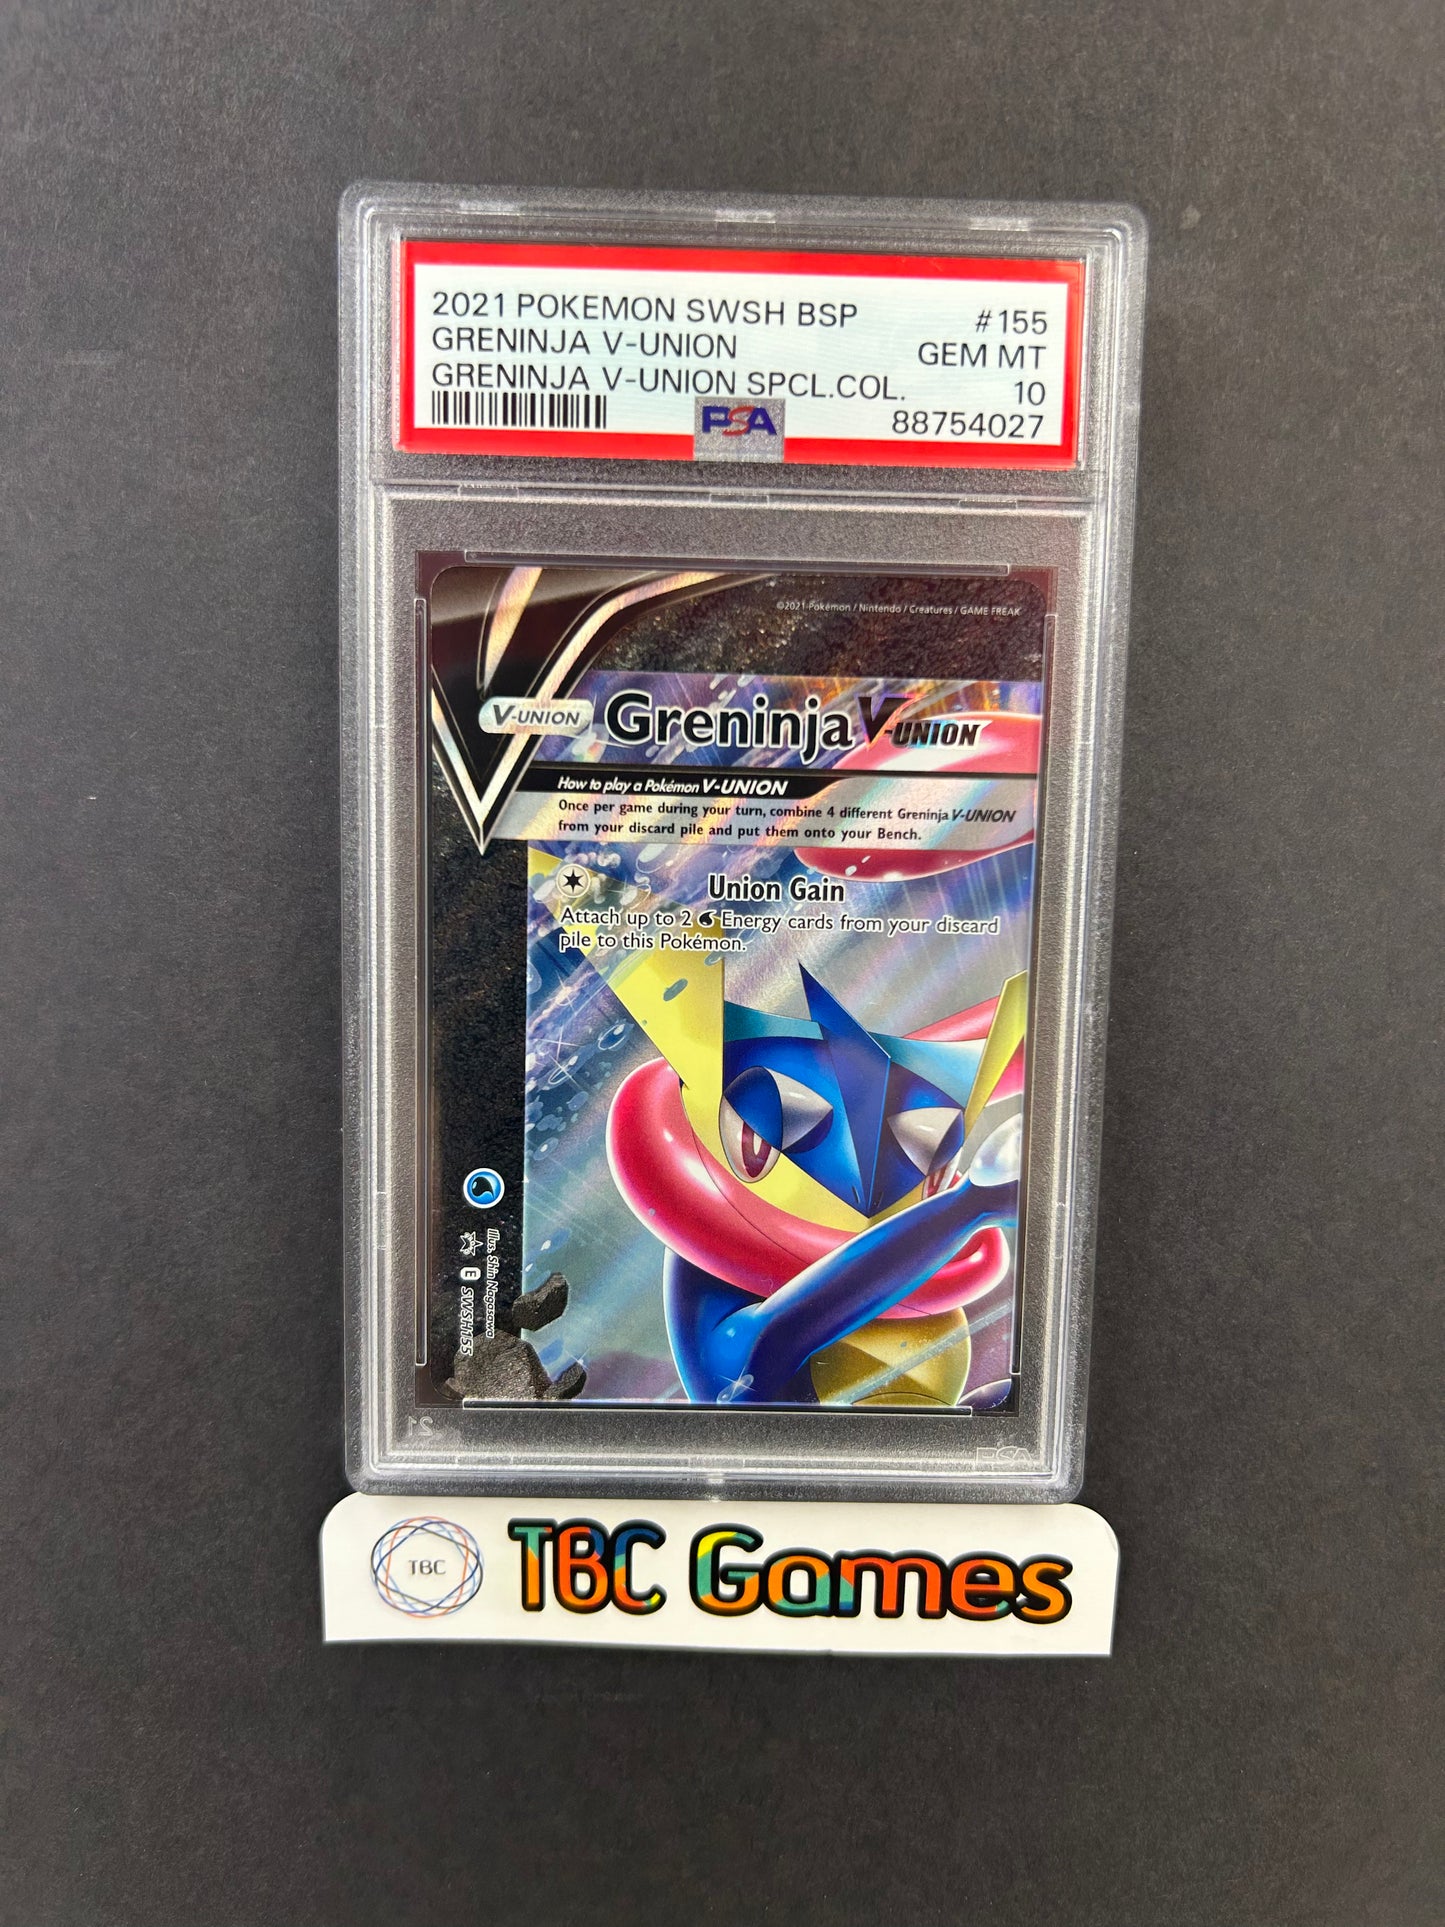 2021 POKEMON SWSH BSP #155
GRENINJA V-UNION GEM MT
GRENINJA V-UNION SPCL.COL. 10
PSA 88754027
©2021 Pokémon / Nintendo / Creatures / GAME FREAK
V-UNION Greninja V-UNION
How to play a Pokémon V-UNION
Once per game during your turn, combine 4 different Greninja V-UNION
from your discard pile and put them onto your Bench.
Union Gain
Attach up to 2 Energy cards from your discard
pile to this Pokémon.
Illus. Shin Nagasawa
E SWSH155
21
PSA
TBC TBC Games